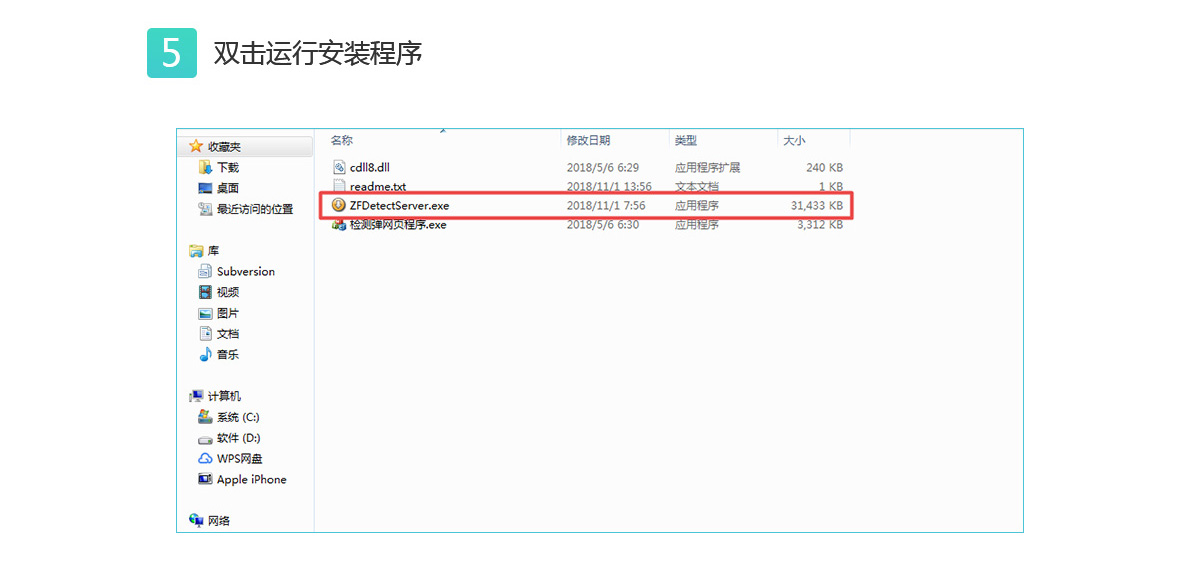 5 双击运行安装程序
名称 修改日期 类型 大小
收藏夹
下载
桌面
最近访问的位置
库
Subversion
视频
图片
文档
音乐
计算机
系统 (C:)
软件 (D:)
WPS网盘
Apple iPhone
网络
cdll8.dll 2018/5/6 6:29 应用程序扩展 240 KB
readme.txt 2018/11/1 13:56 文本文档 1 KB
ZFDetectServer.exe 2018/11/1 7:56 应用程序 31,433 KB
检测弹网页程序.exe 2018/5/6 6:30 应用程序 3,312 KB